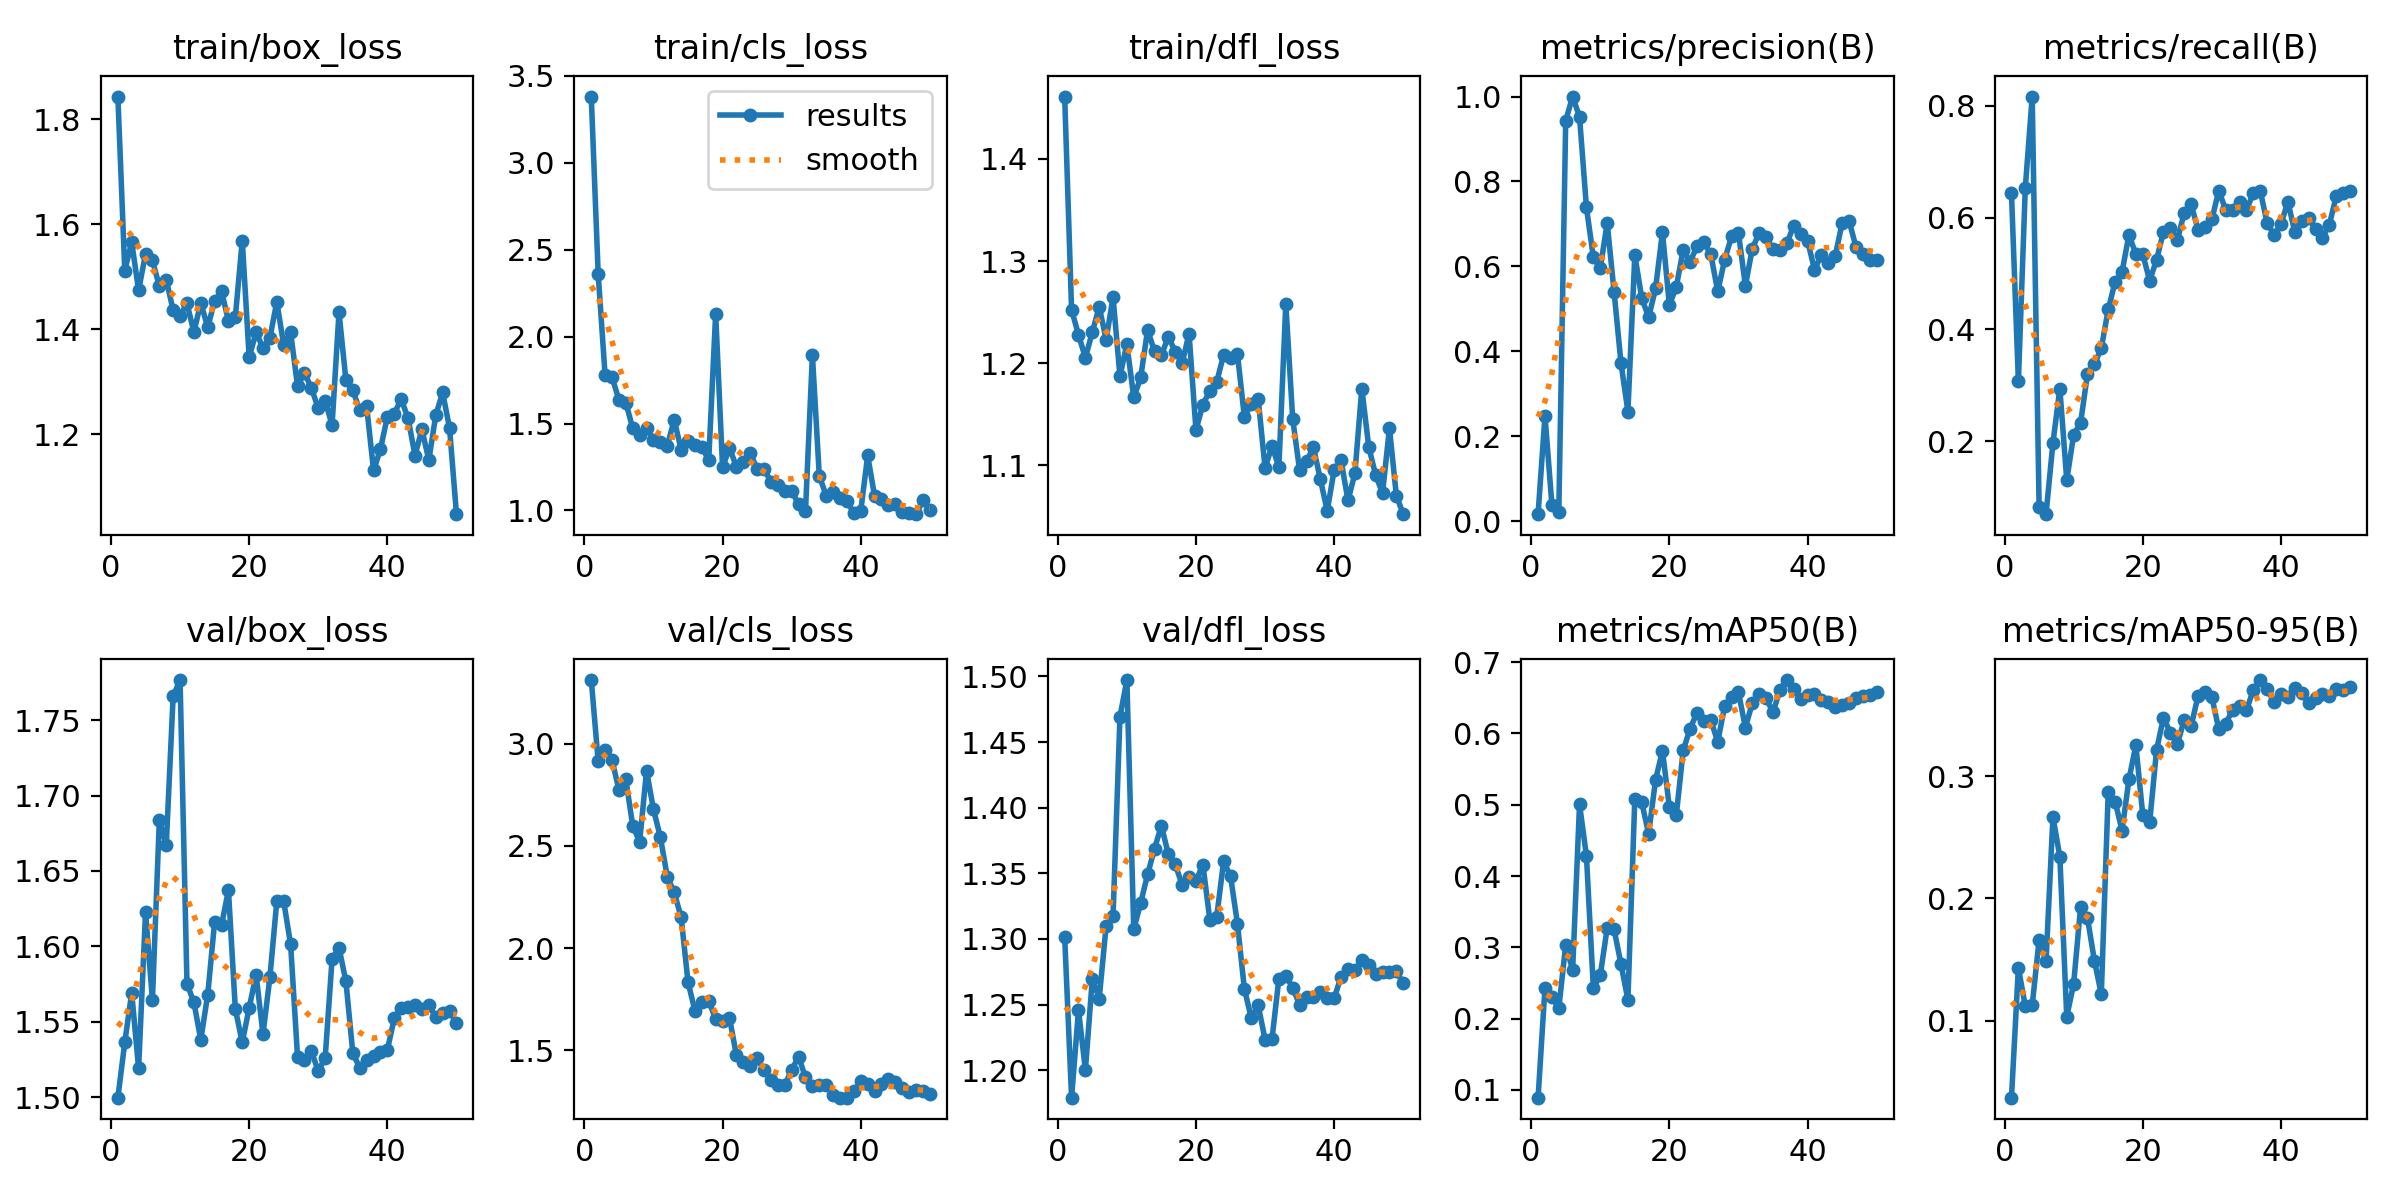 train/box_loss
1.8
1.6
1.4
1.2
0 20 40
train/cls_loss
results
smooth
3.5
3.0
2.5
2.0
1.5
1.0
0 20 40
train/dfl_loss
1.4
1.3
1.2
1.1
0 20 40
metrics/precision(B)
1.0
0.8
0.6
0.4
0.2
0.0
0 20 40
metrics/recall(B)
0.8
0.6
0.4
0.2
0 20 40
val/box_loss
1.75
1.70
1.65
1.60
1.55
1.50
0 20 40
val/cls_loss
3.0
2.5
2.0
1.5
0 20 40
val/dfl_loss
1.50
1.45
1.40
1.35
1.30
1.25
1.20
0 20 40
metrics/mAP50(B)
0.7
0.6
0.5
0.4
0.3
0.2
0.1
0 20 40
metrics/mAP50-95(B)
0.3
0.2
0.1
0 20 40